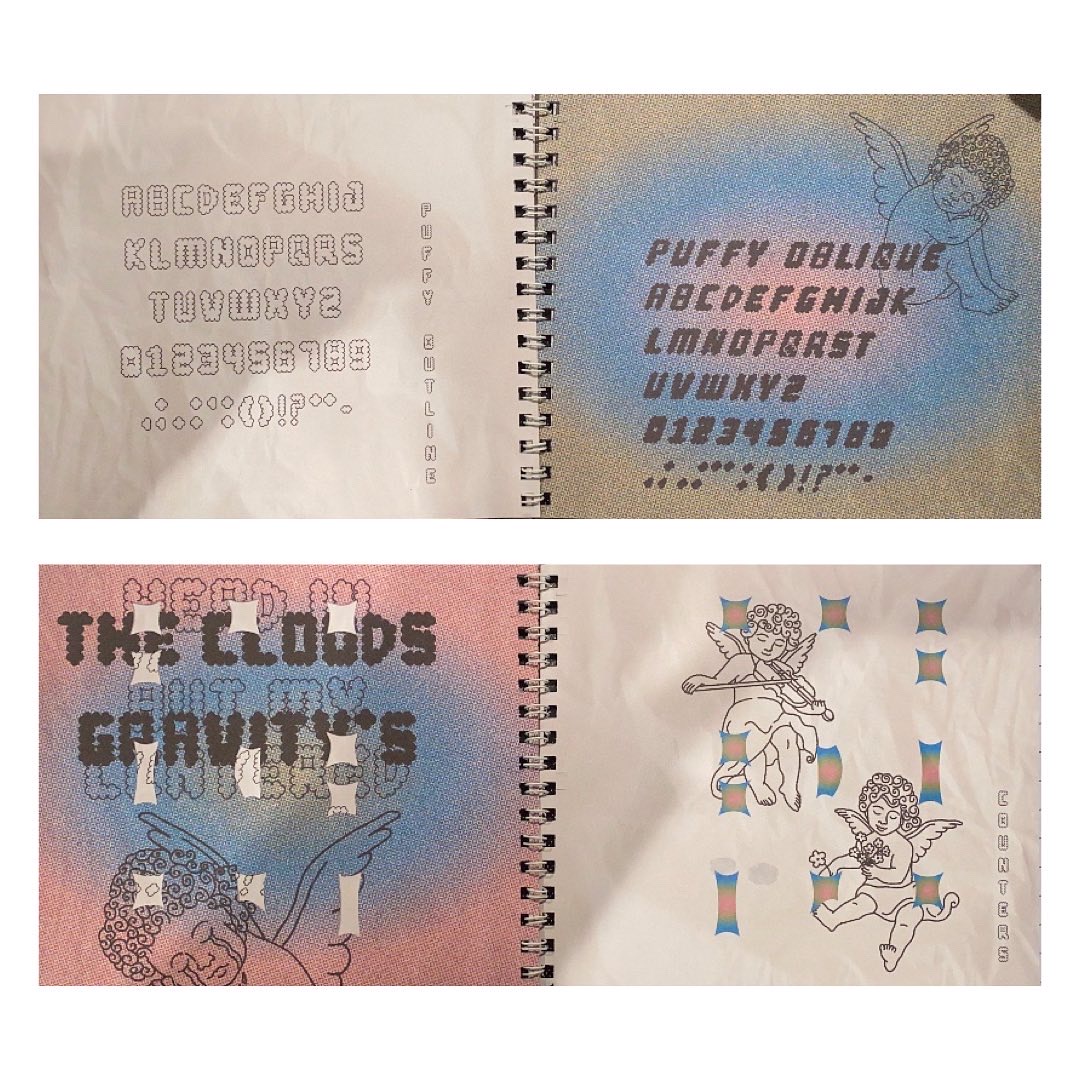 ABCDEFGHIJ
KLMNOPQRS
TUVWXYZ
0123456789
()!?
PUFFY OUTLINE
PUFFY OBLIQUE
ABCDEFGHIJK
LMNOPQRST
UVWXYZ
0123456789
()!?
HEAD IN
THE CLOUDS
BUT MY
GRAVITY'S
CENTERED
COUNTERS